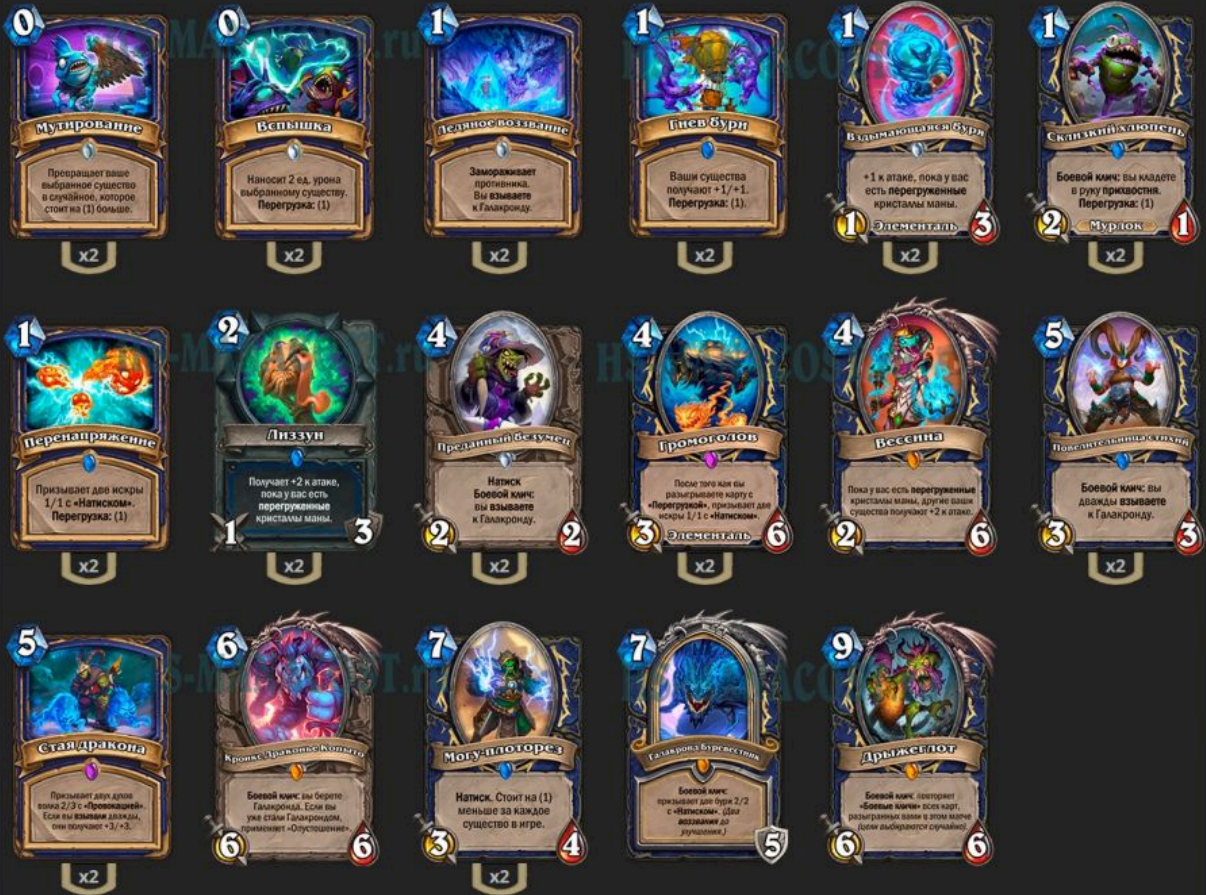 0
Мутирование
Превращает ваше
выбранное существо
в случайное, которое
стоит на (1) больше.
x2
0
Вспышка
Наносит 2 ед. урона
выбранному существу.
Перегрузка: (1)
x2
1
Ледяное воззвание
Замораживает
противника.
Вы взываете
к Галакронду.
x2
1
Гнев бури
Ваши существа
получают +1/+1.
Перегрузка: (1).
x2
1
Вздымающаяся буря
+1 к атаке, пока у вас
есть перегруженные
кристаллы маны.
1 Элементаль 3
x2
1
Склизкий хлюпень
Боевой клич: вы кладете
в руку прихвостня.
Перегрузка: (1)
2 Мурлок 1
x2
1
Перенапряжение
Призывает две искры
1/1 с «Натиском».
Перегрузка: (1)
x2
2
Лиззун
Получает +2 к атаке,
пока у вас есть
перегруженные
кристаллы маны.
1 3
x2
4
Преданный безумец
Натиск
Боевой клич:
вы взываете
к Галакронду.
2 2
x2
4
Громоголов
После того как вы
разыгрываете карту с
«Перегрузкой», призывает две
искры 1/1 с «Натиском».
3 Элементаль 6
x2
4
Вессина
Пока у вас есть перегруженные
кристаллы маны, другие ваши
существа получают +2 к атаке.
2 6
5
Повелительница стихий
Боевой клич: вы
дважды взываете
к Галакронду.
3 3
x2
5
Стая дракона
Призывает двух духов
волка 2/3 с «Провокацией».
Если вы взывали дважды,
они получают +3/+3.
x2
6
Кронкс Драконье Копыто
Боевой клич: вы берете
Галакронда. Если вы
уже стали Галакрондом,
применяет «Опустошение».
6 6
7
Могу-плоторез
Натиск. Стоит на (1)
меньше за каждое
существо в игре.
3 4
x2
7
Галакронд Буревестник
Боевой клич:
призывает две бури 2/2
с «Натиском». (Два
воззвания до
улучшения.)
5
9
Дрыжеглот
Боевой клич: повторяет
«Боевые кличи» всех карт,
разыгранных вами в этом матче
(цели выбираются случайно).
6 6